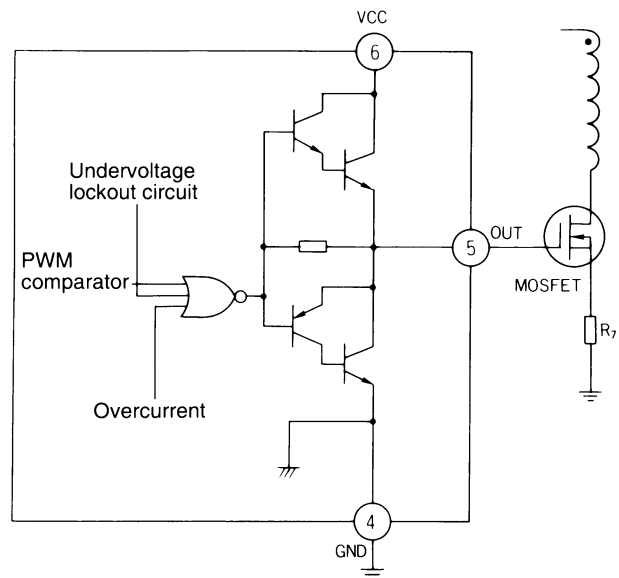 VCC
6
Undervoltage
lockout circuit
PWM
comparator
Overcurrent
5
OUT
MOSFET
R7
4
GND